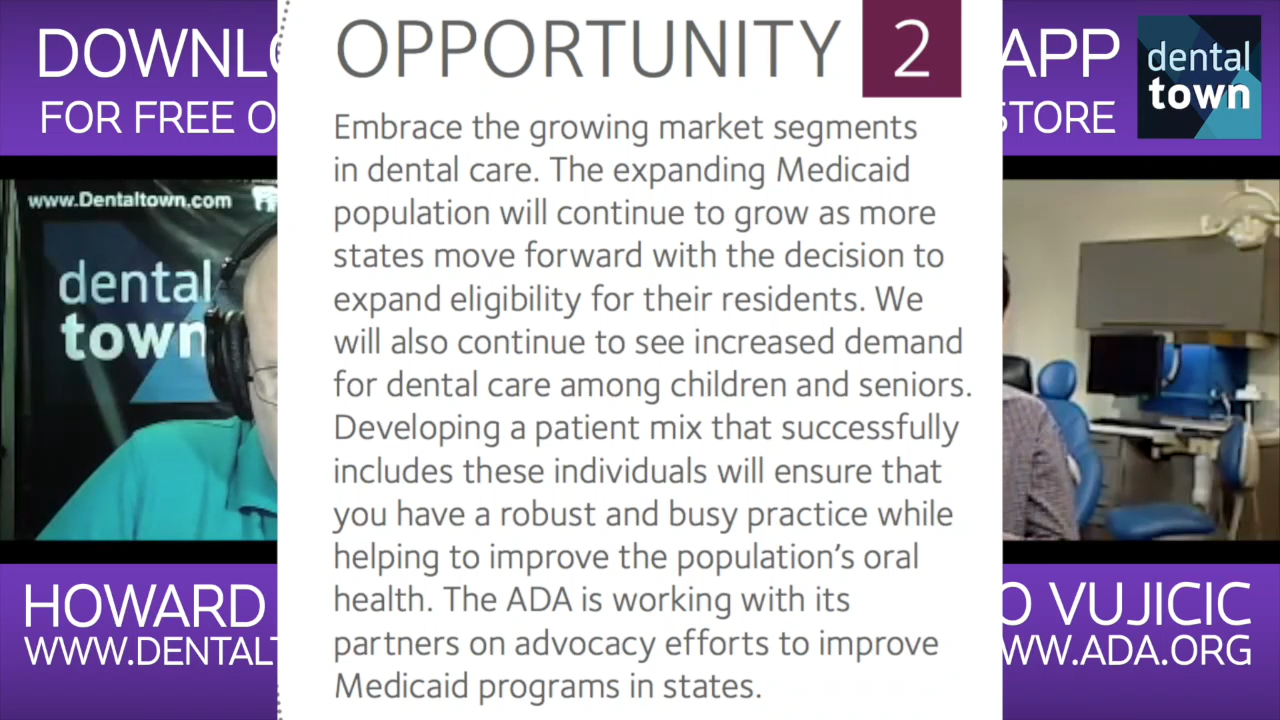 DOWNLO
FOR FREE O
OPPORTUNITY 2
APP
STORE
dental
town
Embrace the growing market segments
in dental care. The expanding Medicaid
population will continue to grow as more
states move forward with the decision to
expand eligibility for their residents. We
will also continue to see increased demand
for dental care among children and seniors.
Developing a patient mix that successfully
includes these individuals will ensure that
you have a robust and busy practice while
helping to improve the population's oral
health. The ADA is working with its
partners on advocacy efforts to improve
Medicaid programs in states.
www.Dentaltown.com
dental
town
HOWARD
WWW.DENTALT
O VUJICIC
WW.ADA.ORG